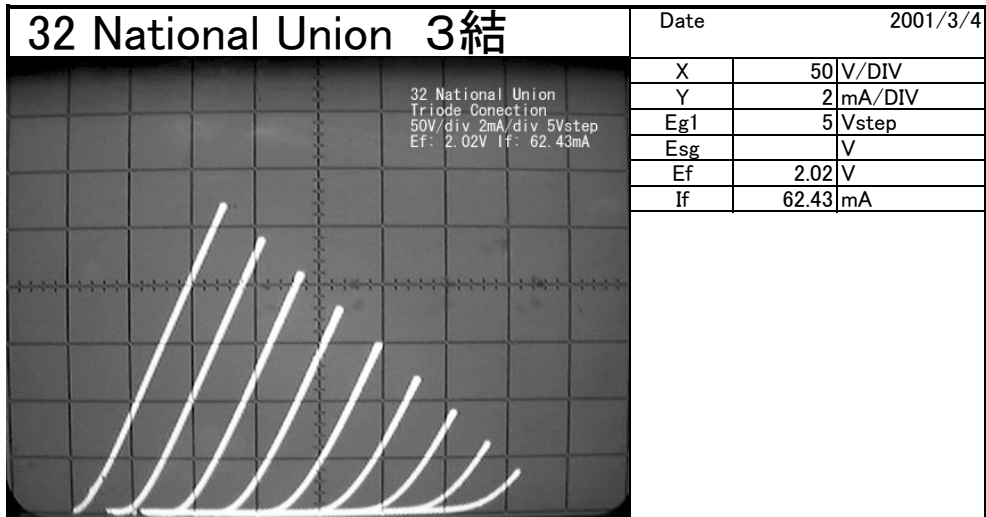 32 National Union 3結
Date 2001/3/4
32 National Union
Triode Conection
50V/div 2mA/div 5Vstep
Ef: 2.02V If: 62.43mA
X 50 V/DIV
Y 2 mA/DIV
Eg1 5 Vstep
Esg V
Ef 2.02 V
If 62.43 mA